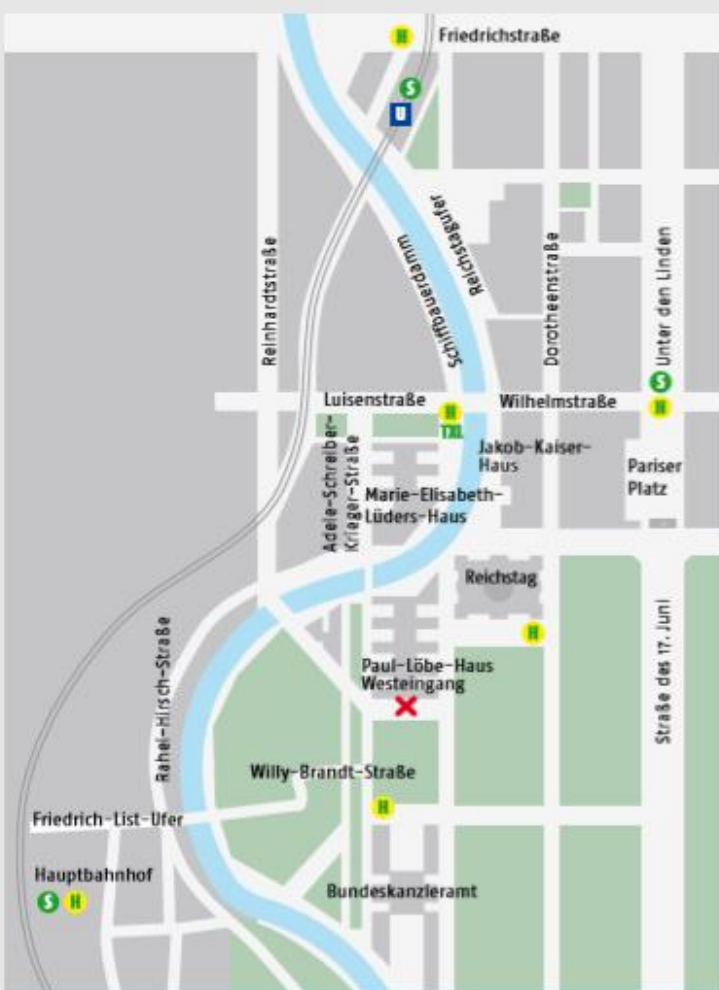 H
Friedrichstraße
S
U
Reinhardtstraße
Schiffbauerdamm
Reichstagufer
Dorotheenstraße
Unter den Linden
S
H
Luisenstraße
H
TXL
Wilhelmstraße
Adele-Schreiber-
Krieger-Straße
Jakob-Kaiser-
Haus
Pariser
Platz
Marie-Elisabeth-
Lüders-Haus
Reichstag
H
Rahel-Hirsch-Straße
Paul-Löbe-Haus
Westeingang
Straße des 17. Juni
Willy-Brandt-Straße
H
Friedrich-List-Ufer
Hauptbahnhof
S H
Bundeskanzleramt